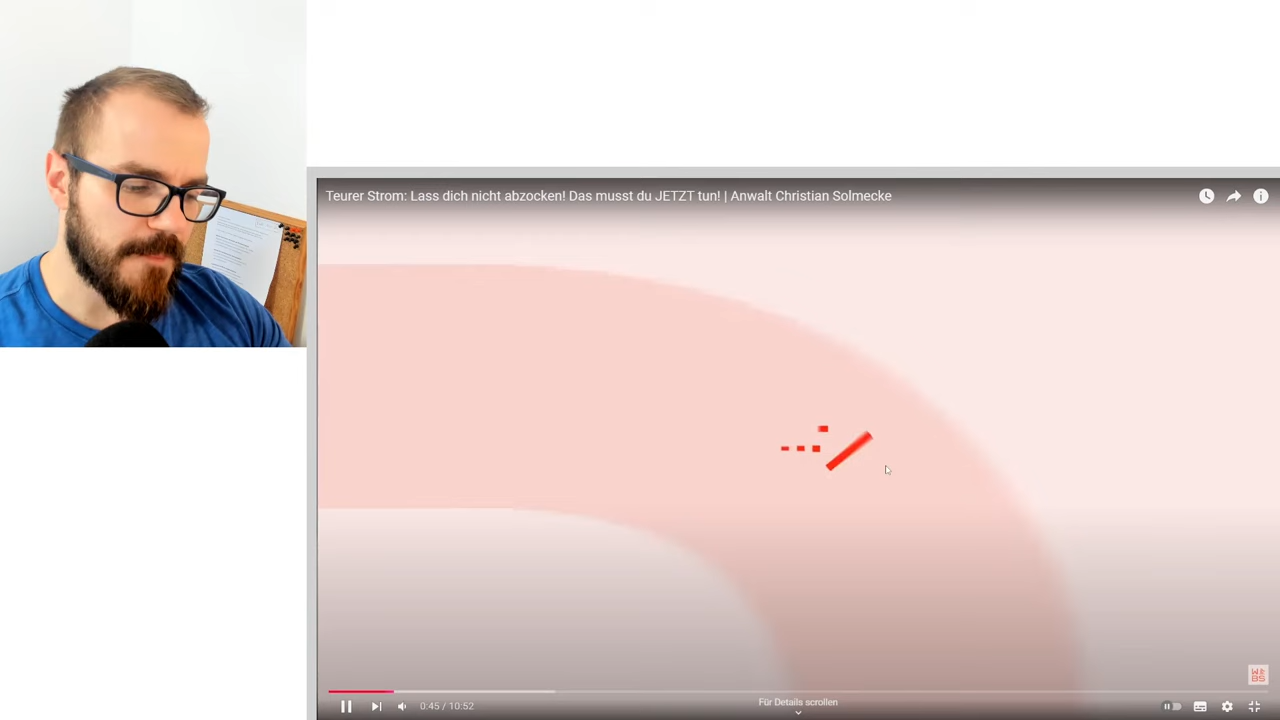 Teurer Strom: Lass dich nicht abzocken! Das musst du JETZT tun! | Anwalt Christian Solmecke
0:45 / 10:52
Für Details scrollen
WBS